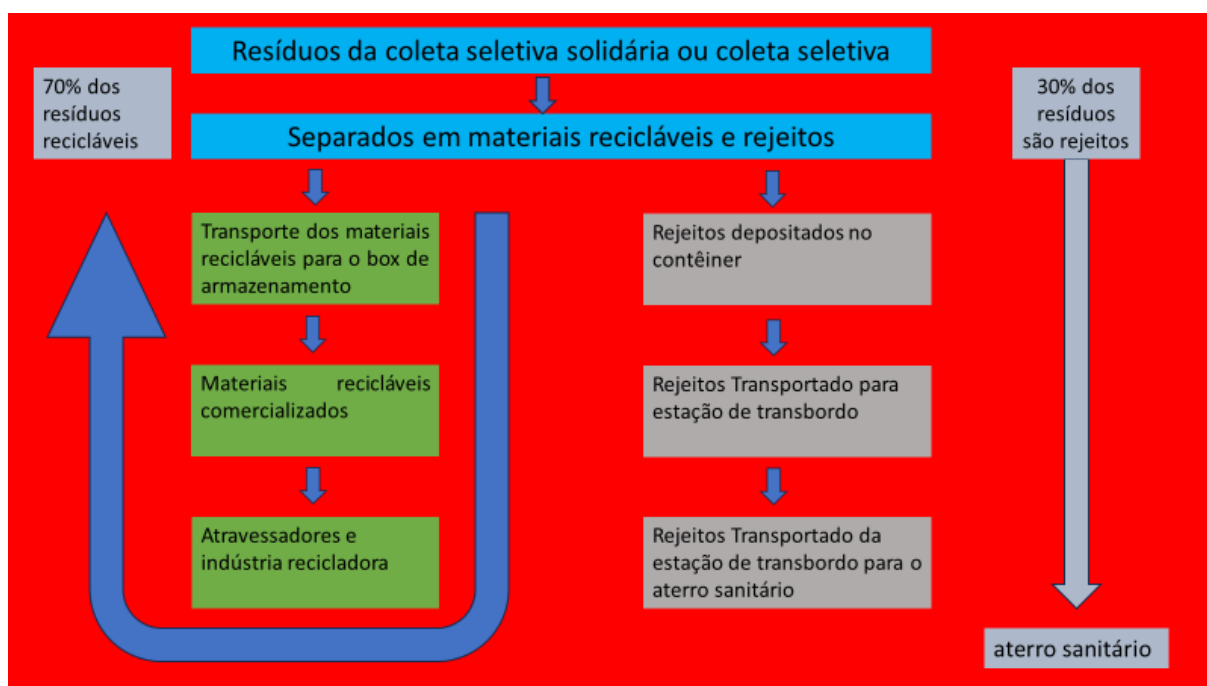 Resíduos da coleta seletiva solidária ou coleta seletiva
70% dos
resíduos
recicláveis
30% dos
resíduos
são rejeitos
Separados em materiais recicláveis e rejeitos
Transporte dos materiais
recicláveis para o box de
armazenamento
Rejeitos depositados no
contêiner
Materiais recicláveis
comercializados
Rejeitos Transportado para
estação de transbordo
Atravessadores e
indústria recicladora
Rejeitos Transportado da
estação de transbordo para o
aterro sanitário
aterro sanitário